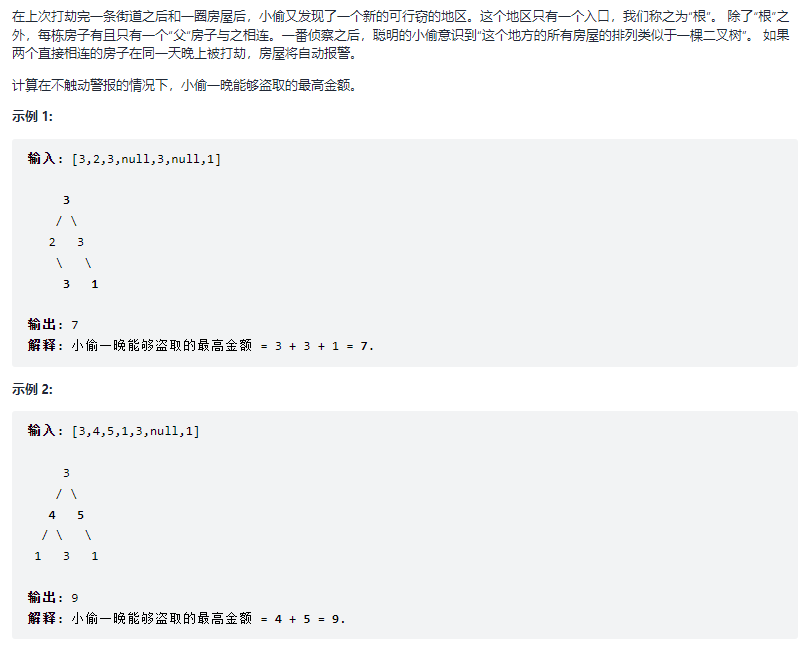 在上次打劫完一条街道之后和一圈房屋后，小偷又发现了一个新的可行窃的地区。这个地区只有一个入口，我们称之为“根”。 除了“根”之
外，每栋房子有且只有一个“父“房子与之相连。一番侦察之后，聪明的小偷意识到“这个地方的所有房屋的排列类似于一棵二叉树”。 如果
两个直接相连的房子在同一天晚上被打劫，房屋将自动报警。
计算在不触动警报的情况下，小偷一晚能够盗取的最高金额。
示例 1:
输入: [3,2,3,null,3,null,1]
3
/ \
2 3
\ \
3 1
输出: 7
解释: 小偷一晚能够盗取的最高金额 = 3 + 3 + 1 = 7.
示例 2:
输入: [3,4,5,1,3,null,1]
3
/ \
4 5
/ \ \
1 3 1
输出: 9
解释: 小偷一晚能够盗取的最高金额 = 4 + 5 = 9.